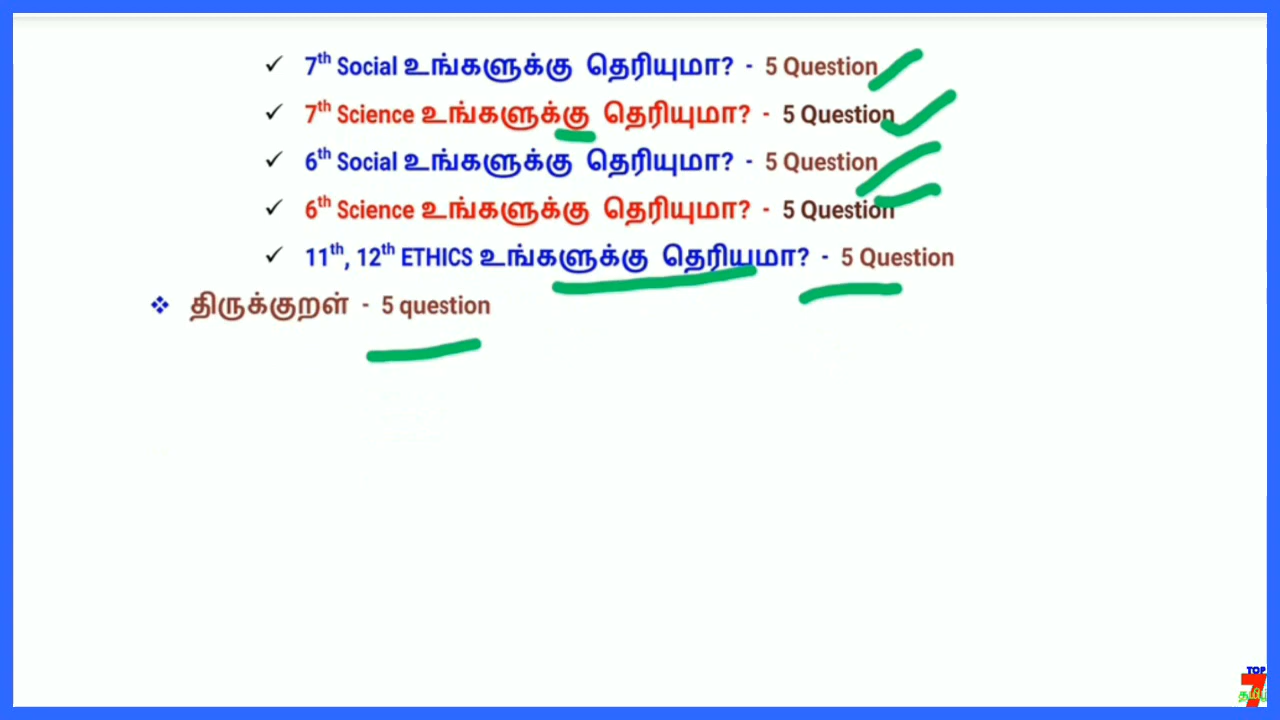 ✓ 7th Social உங்களுக்கு தெரியுமா? - 5 Question
✓ 7th Science உங்களுக்கு தெரியுமா? - 5 Question
✓ 6th Social உங்களுக்கு தெரியுமா? - 5 Question
✓ 6th Science உங்களுக்கு தெரியுமா? - 5 Question
✓ 11th, 12th ETHICS உங்களுக்கு தெரியுமா? - 5 Question
❖ திருக்குறள் - 5 question
TOP
7
தமிழ்